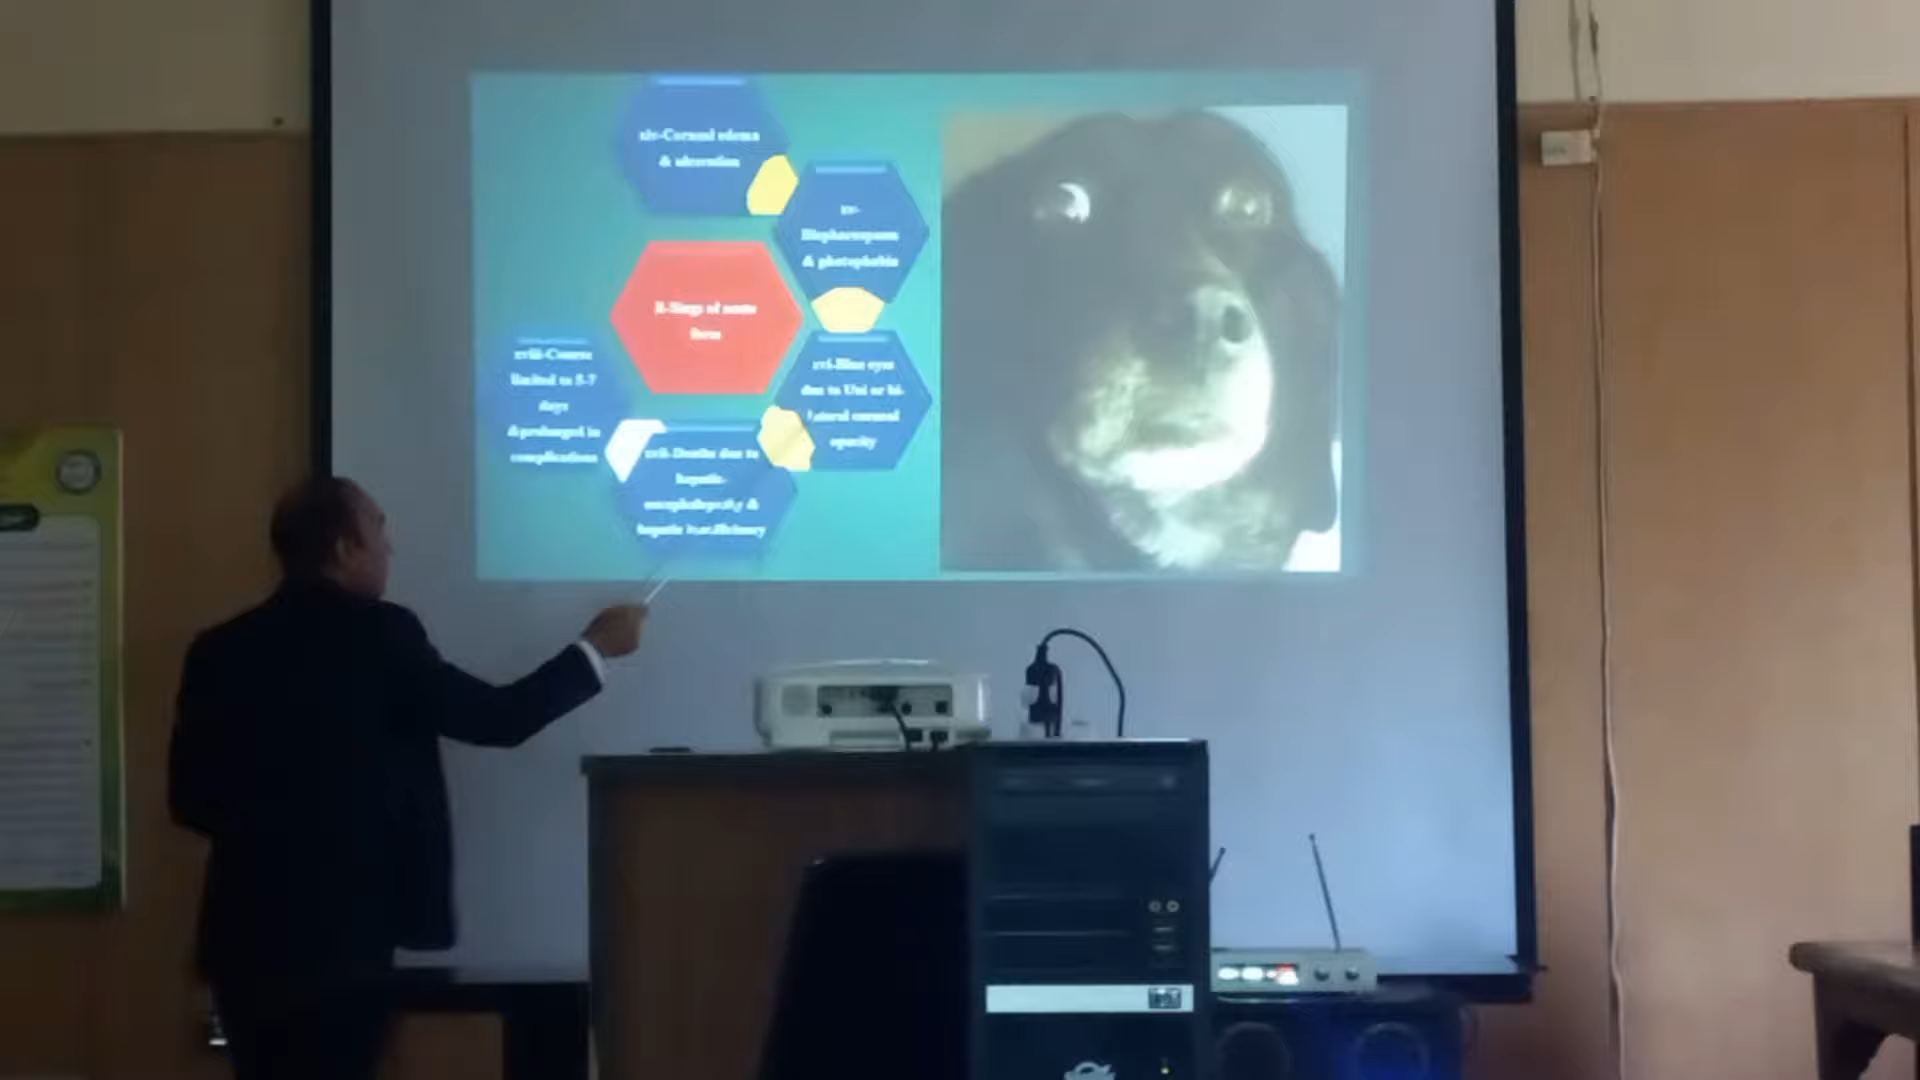 xiv-Corneal edema
& ulceration
xv-
Blepharospasm
& photophobia
II-Sings of acute
form
xvi-Blue eyes
due to Uni or bi-
lateral corneal
opacity
xvii-Deaths due to
hepatic-
encephalopathy &
hepatic insufficiency
xviii-Course
limited to 5-7
days
&prolonged in
complications